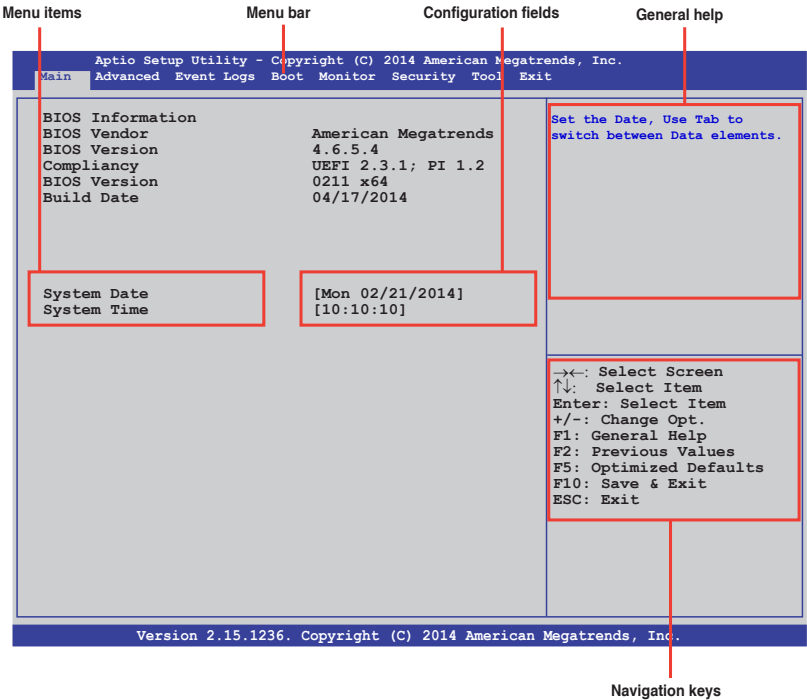 Menu items Menu bar Configuration fields General help
Aptio Setup Utility - Copyright (C) 2014 American Megatrends, Inc.
Main Advanced Event Logs Boot Monitor Security Tool Exit
BIOS Information
BIOS Vendor American Megatrends
BIOS Version 4.6.5.4
Compliancy UEFI 2.3.1; PI 1.2
BIOS Version 0211 x64
Build Date 04/17/2014
System Date [Mon 02/21/2014]
System Time [10:10:10]
Set the Date, Use Tab to
switch between Data elements.
→←: Select Screen
↑↓: Select Item
Enter: Select Item
+/-: Change Opt.
F1: General Help
F2: Previous Values
F5: Optimized Defaults
F10: Save & Exit
ESC: Exit
Version 2.15.1236. Copyright (C) 2014 American Megatrends, Inc.
Navigation keys